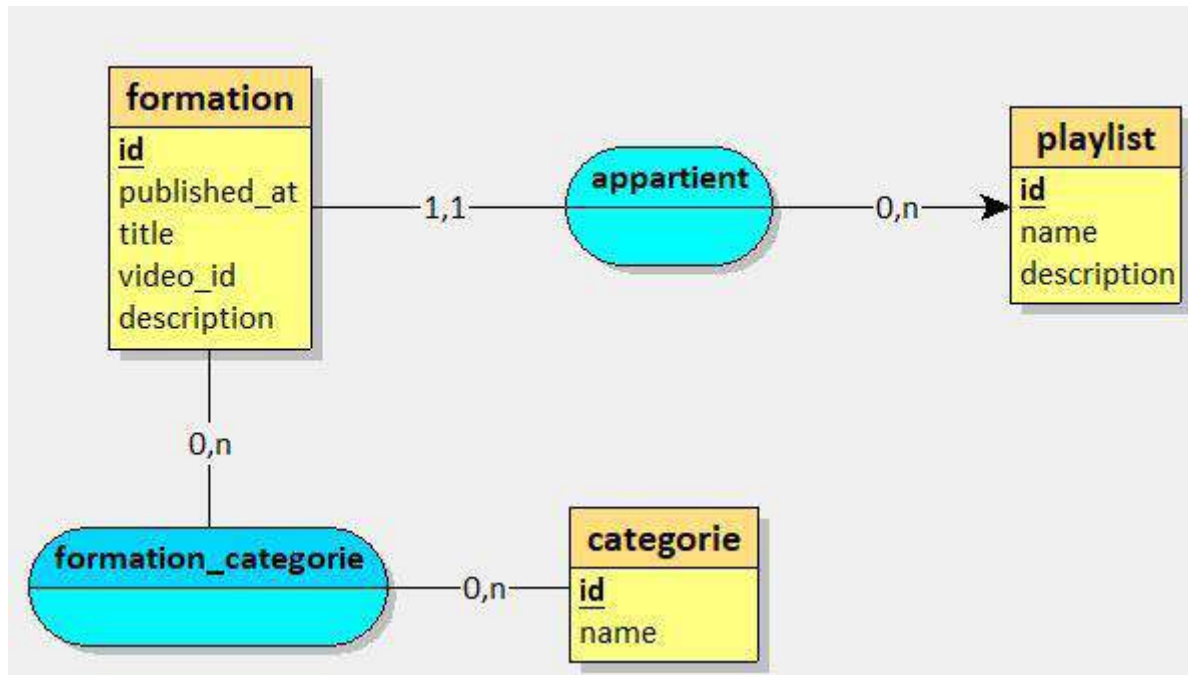 formation
id
published_at
title
video_id
description
1,1
appartient
0,n
playlist
id
name
description
0,n
formation_categorie
0,n
categorie
id
name